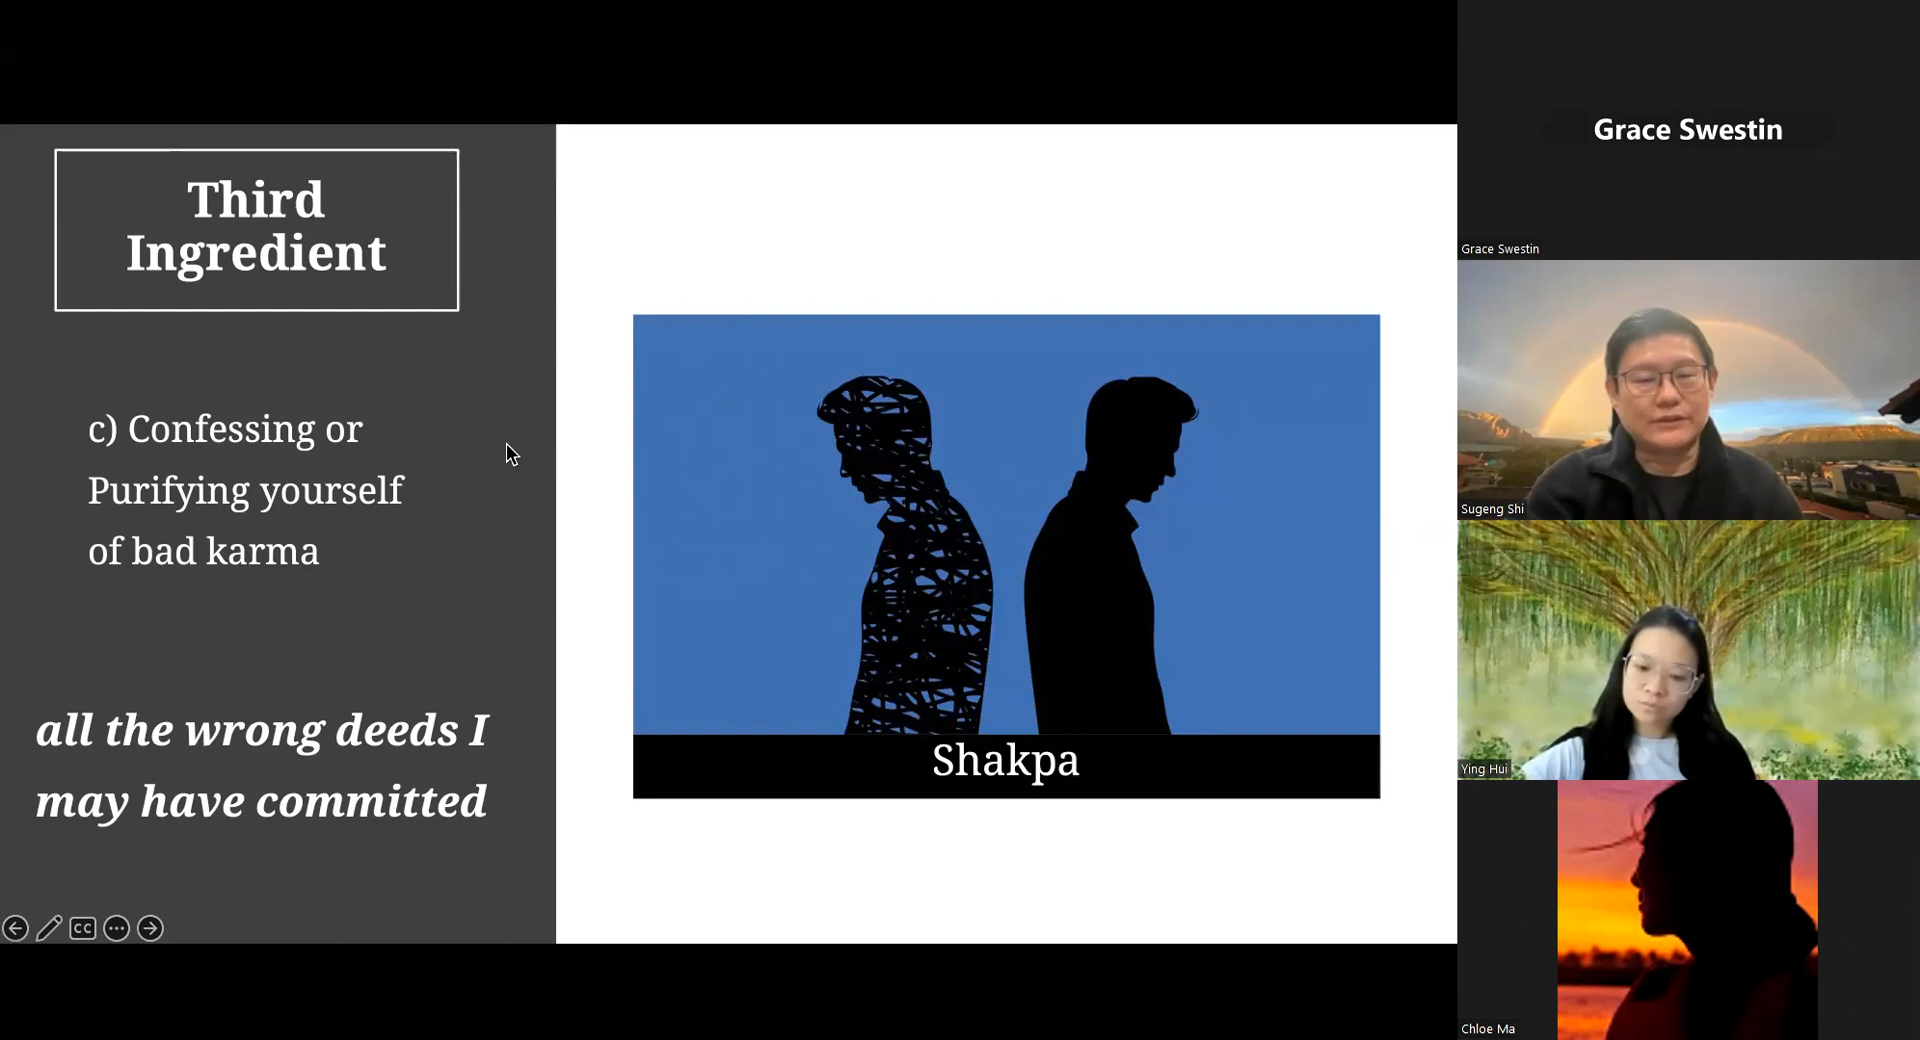 Third
Ingredient
c) Confessing or
Purifying yourself
of bad karma
all the wrong deeds I
may have committed
Shakpa
CC
Grace Swestin
Grace Swestin
Sugeng Shi
Ying Hui
Chloe Ma